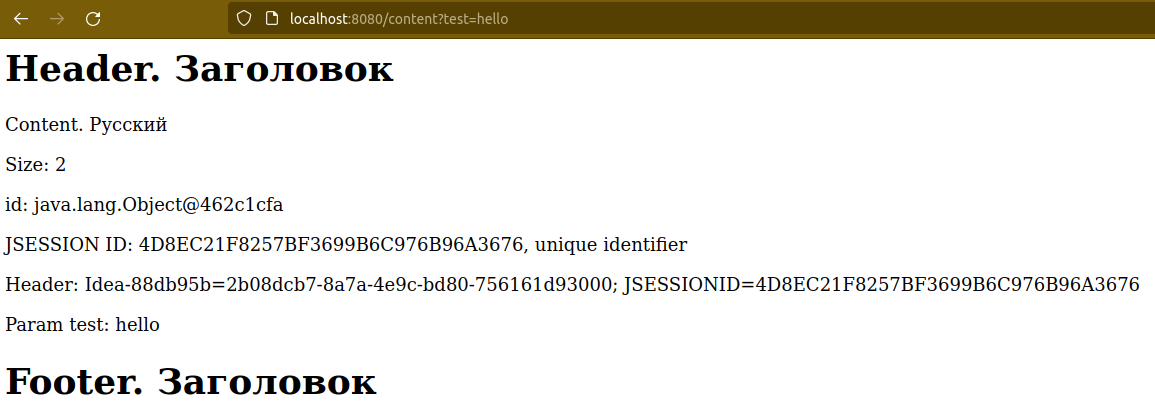 localhost:8080/content?test=hello
Header. Заголовок
Content. Русский
Size: 2
id: java.lang.Object@462c1cfa
JSESSION ID: 4D8EC21F8257BF3699B6C976B96A3676, unique identifier
Header: Idea-88db95b=2b08dcb7-8a7a-4e9c-bd80-756161d93000; JSESSIONID=4D8EC21F8257BF3699B6C976B96A3676
Param test: hello
Footer. Заголовок